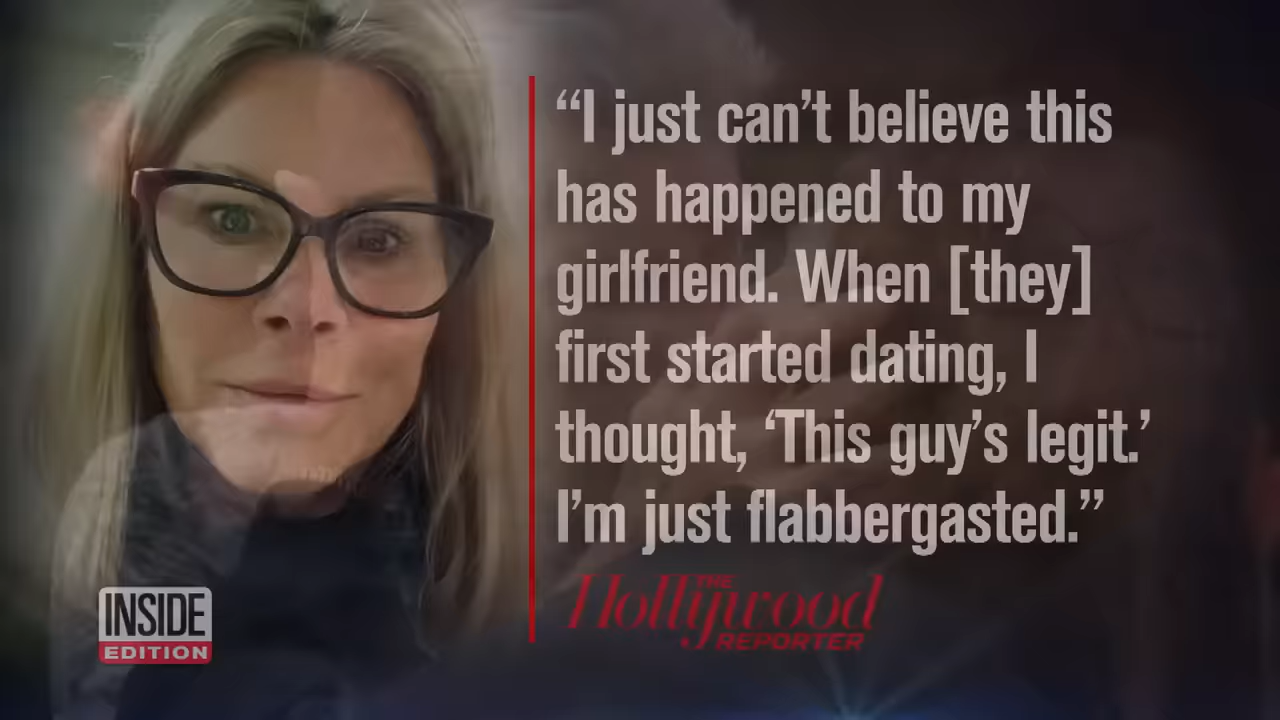 “I just can’t believe this
has happened to my
girlfriend. When [they]
first started dating, I
thought, ‘This guy’s legit.’
I’m just flabbergasted.”
THE
Hollywood
REPORTER
INSIDE
EDITION